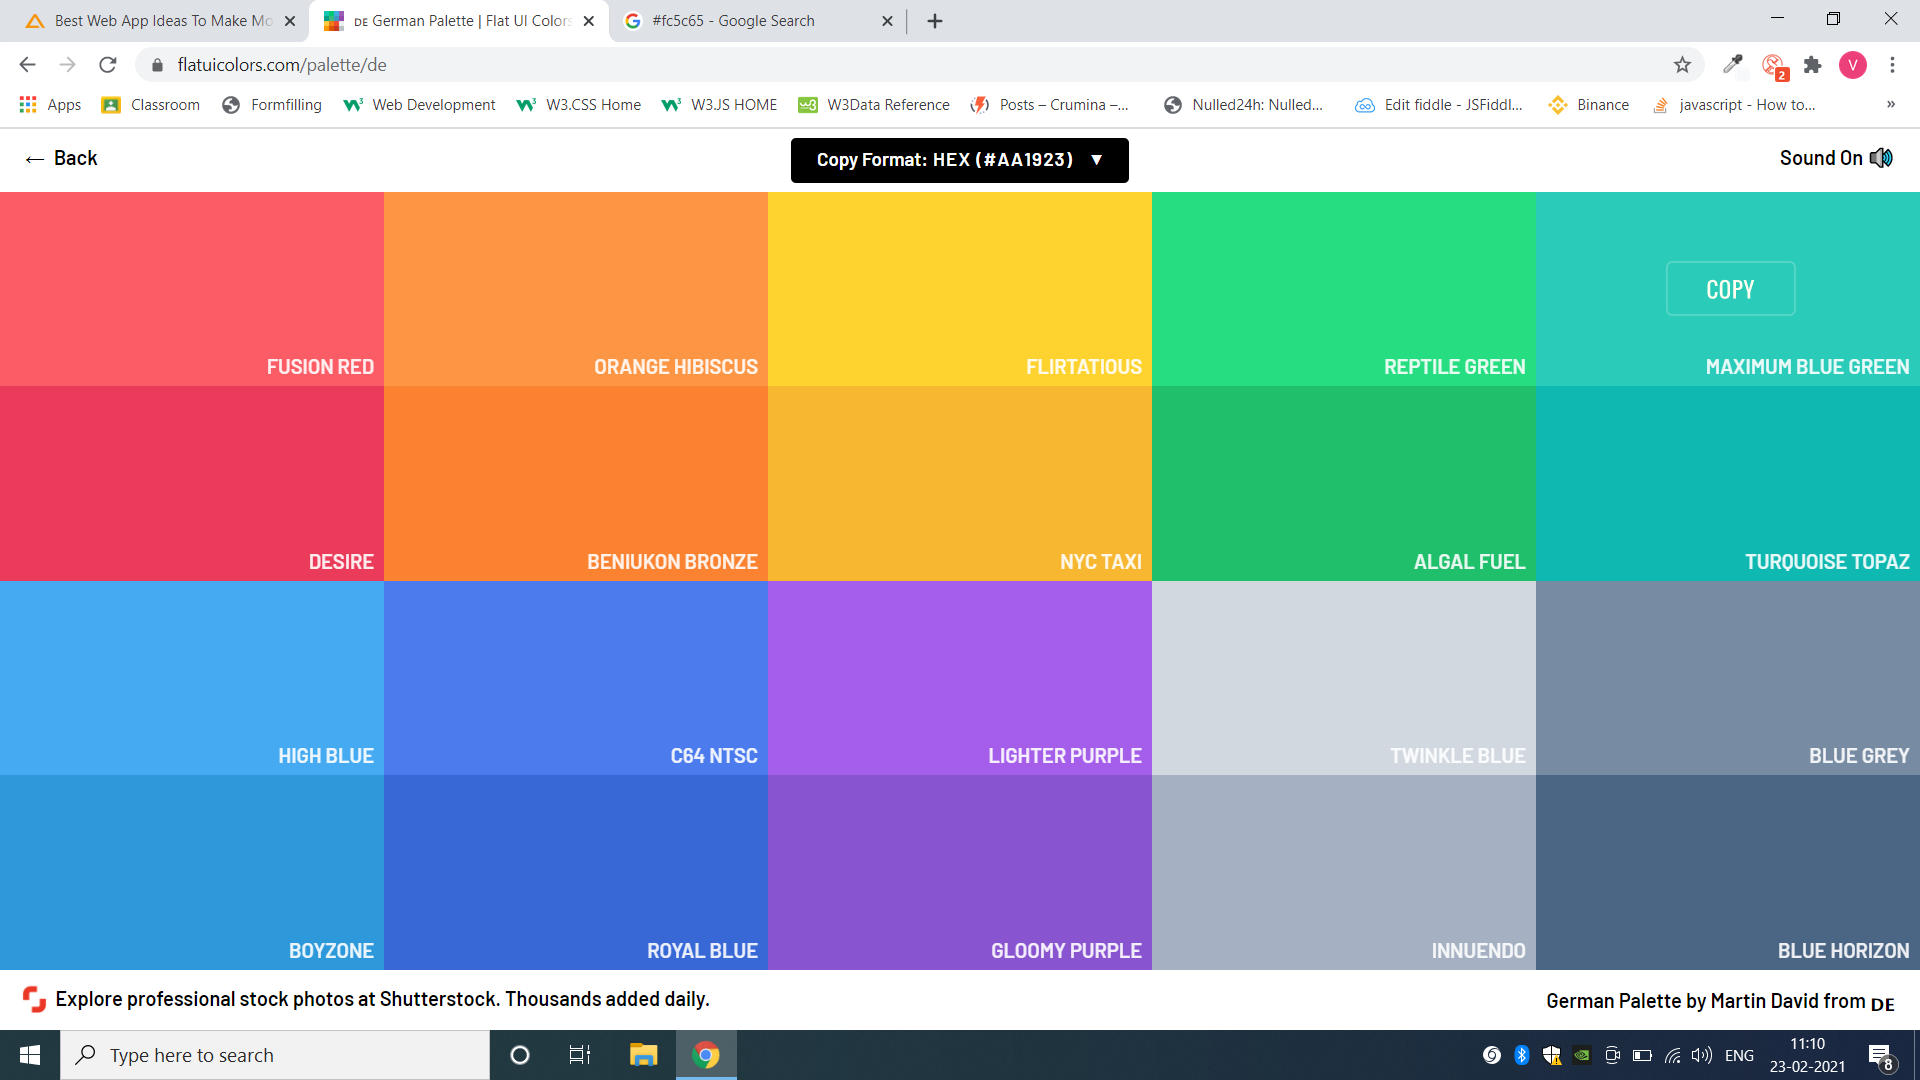 Best Web App Ideas To Make Mo
DE German Palette | Flat UI Colors
#fc5c65 - Google Search
flatuicolors.com/palette/de
2
V
Apps
Classroom
Formfilling
Web Development
W3.CSS Home
W3.JS HOME
W3Data Reference
Posts – Crumina –...
Nulled24h: Nulled...
Edit fiddle - JSFiddl...
Binance
javascript - How to...
»
← Back
Copy Format: HEX (#AA1923) ▼
Sound On
COPY
FUSION RED
ORANGE HIBISCUS
FLIRTATIOUS
REPTILE GREEN
MAXIMUM BLUE GREEN
DESIRE
BENIUKON BRONZE
NYC TAXI
ALGAL FUEL
TURQUOISE TOPAZ
HIGH BLUE
C64 NTSC
LIGHTER PURPLE
TWINKLE BLUE
BLUE GREY
BOYZONE
ROYAL BLUE
GLOOMY PURPLE
INNUENDO
BLUE HORIZON
Explore professional stock photos at Shutterstock. Thousands added daily.
German Palette by Martin David from DE
Type here to search
ENG
11:10
23-02-2021
8